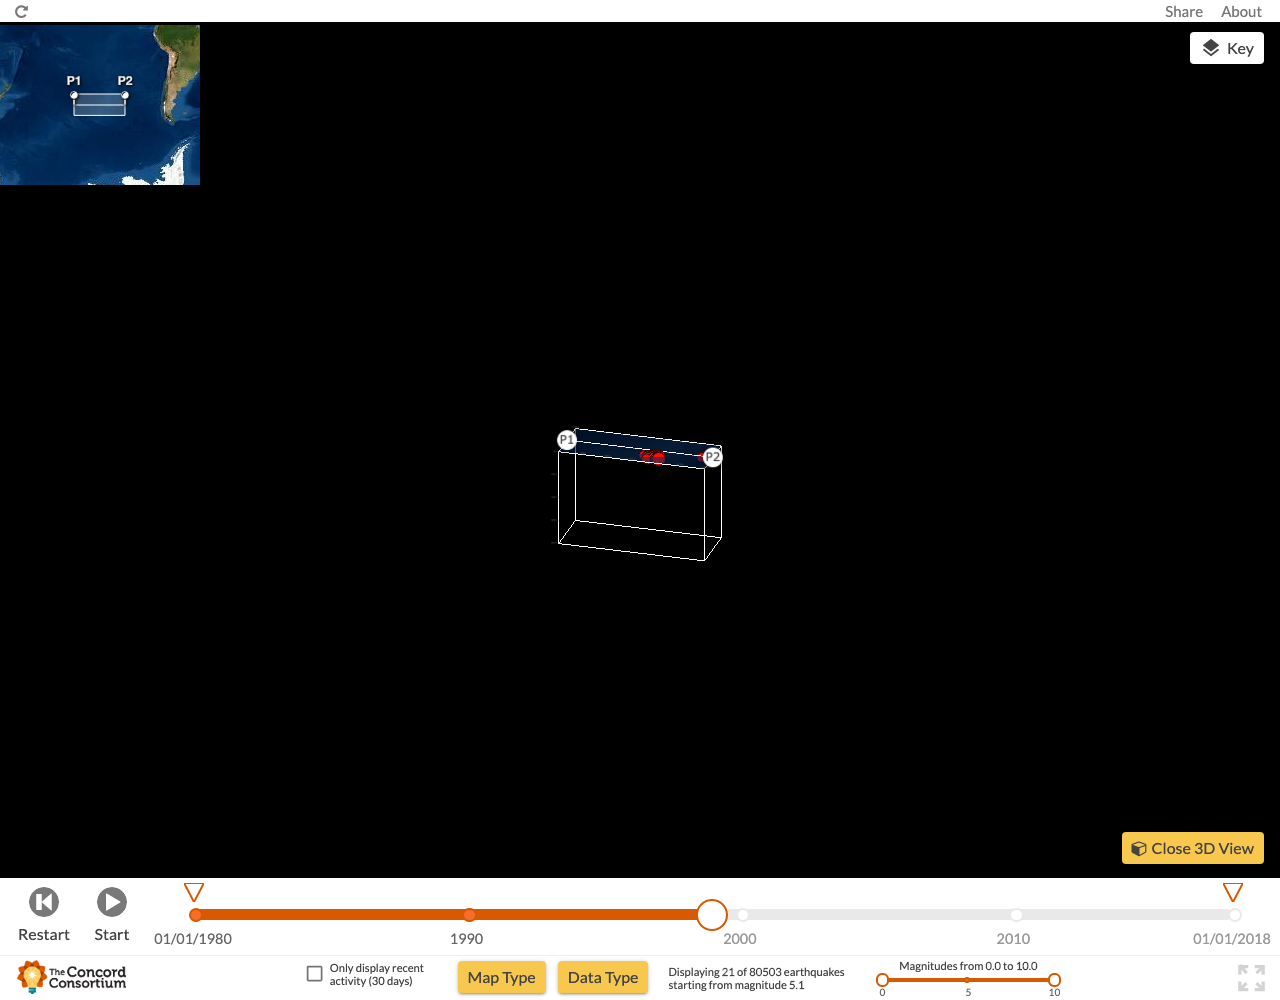 Share About
P1 P2
Key
P1
P2
Close 3D View
Restart Start
01/01/1980 1990 2000 2010 01/01/2018
The Concord Consortium
Only display recent
activity (30 days)
Map Type
Data Type
Displaying 21 of 80503 earthquakes
starting from magnitude 5.1
Magnitudes from 0.0 to 10.0
0 5 10